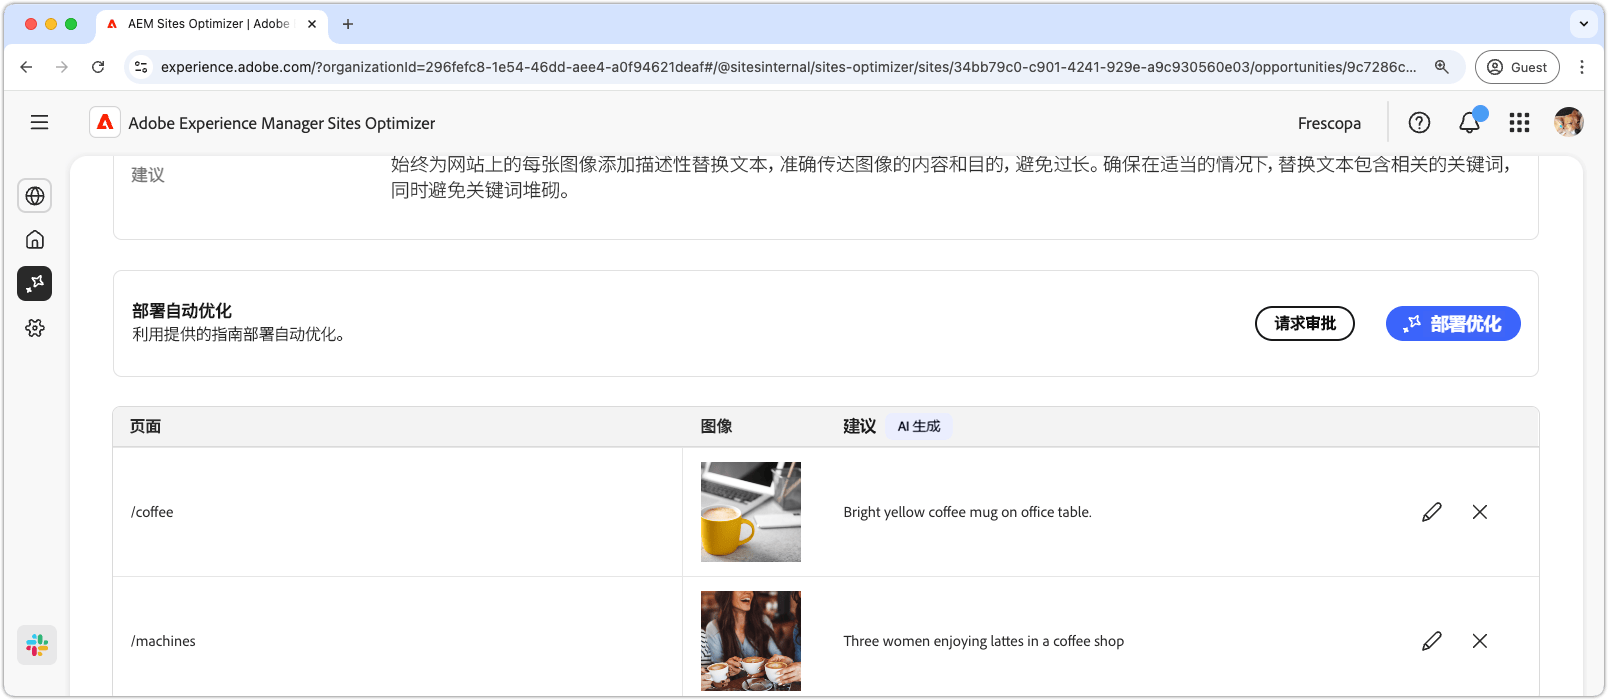 AEM Sites Optimizer | Adobe
experience.adobe.com/?organizationId=296fefc8-1e54-46dd-aee4-a0f94621deaf#/@sitesinternal/sites-optimizer/sites/34bb79c0-c901-4241-929e-a9c930560e03/opportunities/9c7286c...
Guest
Adobe Experience Manager Sites Optimizer
Frescopa
建议
始终为网站上的每张图像添加描述性替换文本，准确传达图像的内容和目的，避免过长。确保在适当的情况下，替换文本包含相关的关键词，
同时避免关键词堆砌。
部署自动优化
利用提供的指南部署自动优化。
请求审批
部署优化
页面
图像
建议
AI 生成
/coffee
Bright yellow coffee mug on office table.
/machines
Three women enjoying lattes in a coffee shop